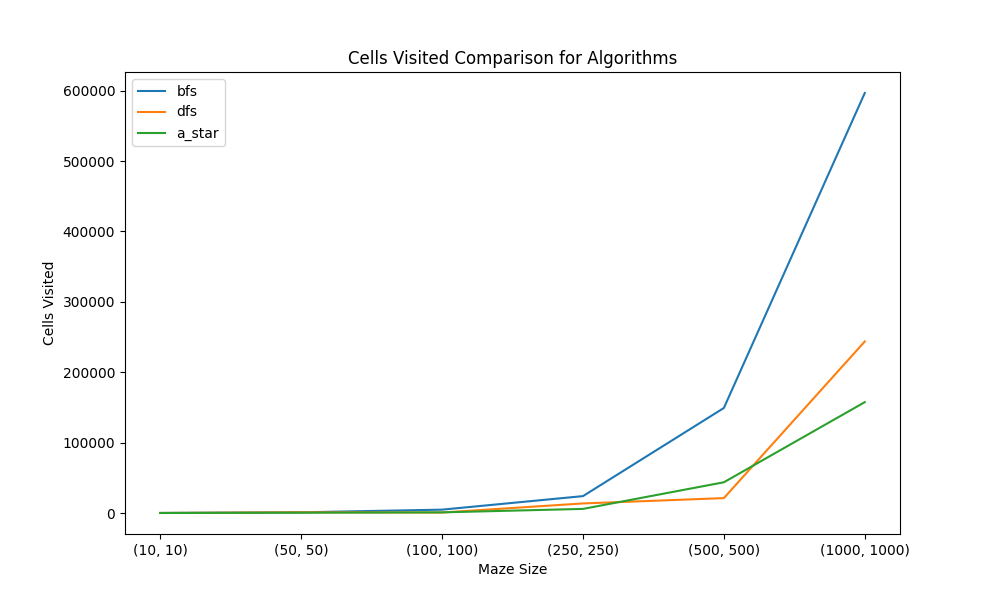 Cells Visited Comparison for Algorithms
bfs
dfs
a_star
600000
500000
400000
300000
200000
100000
0
Cells Visited
(10, 10)
(50, 50)
(100, 100)
(250, 250)
(500, 500)
(1000, 1000)
Maze Size